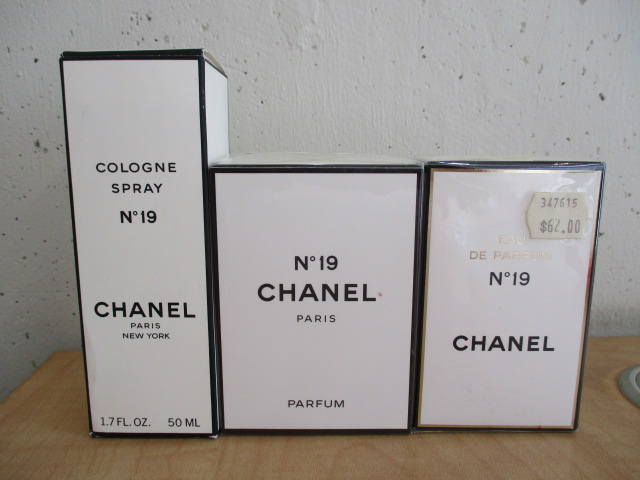 COLOGNE
SPRAY
N°19
CHANEL
PARIS
NEW YORK
1.7 FL. OZ. 50 ML
N°19
CHANEL
PARIS
PARFUM
347615
$62.00
EAU
DE PARFUM
N°19
CHANEL